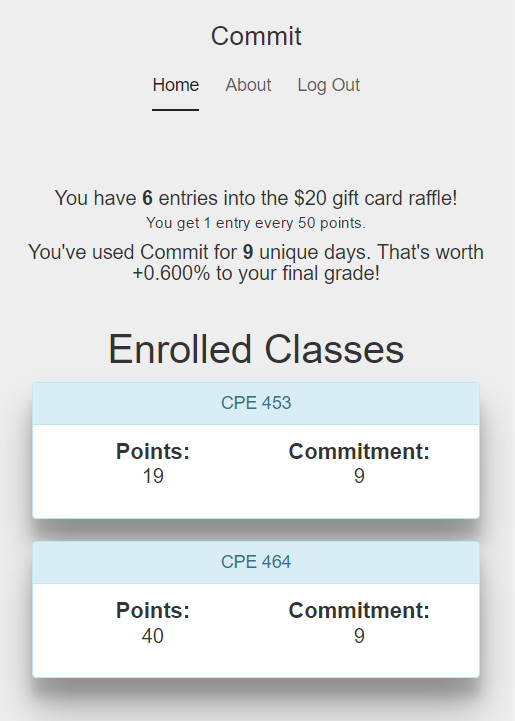 Commit
Home About Log Out
You have 6 entries into the $20 gift card raffle!
You get 1 entry every 50 points.
You've used Commit for 9 unique days. That's worth
+0.600% to your final grade!
Enrolled Classes
CPE 453
Points: Commitment:
19 9
CPE 464
Points: Commitment:
40 9